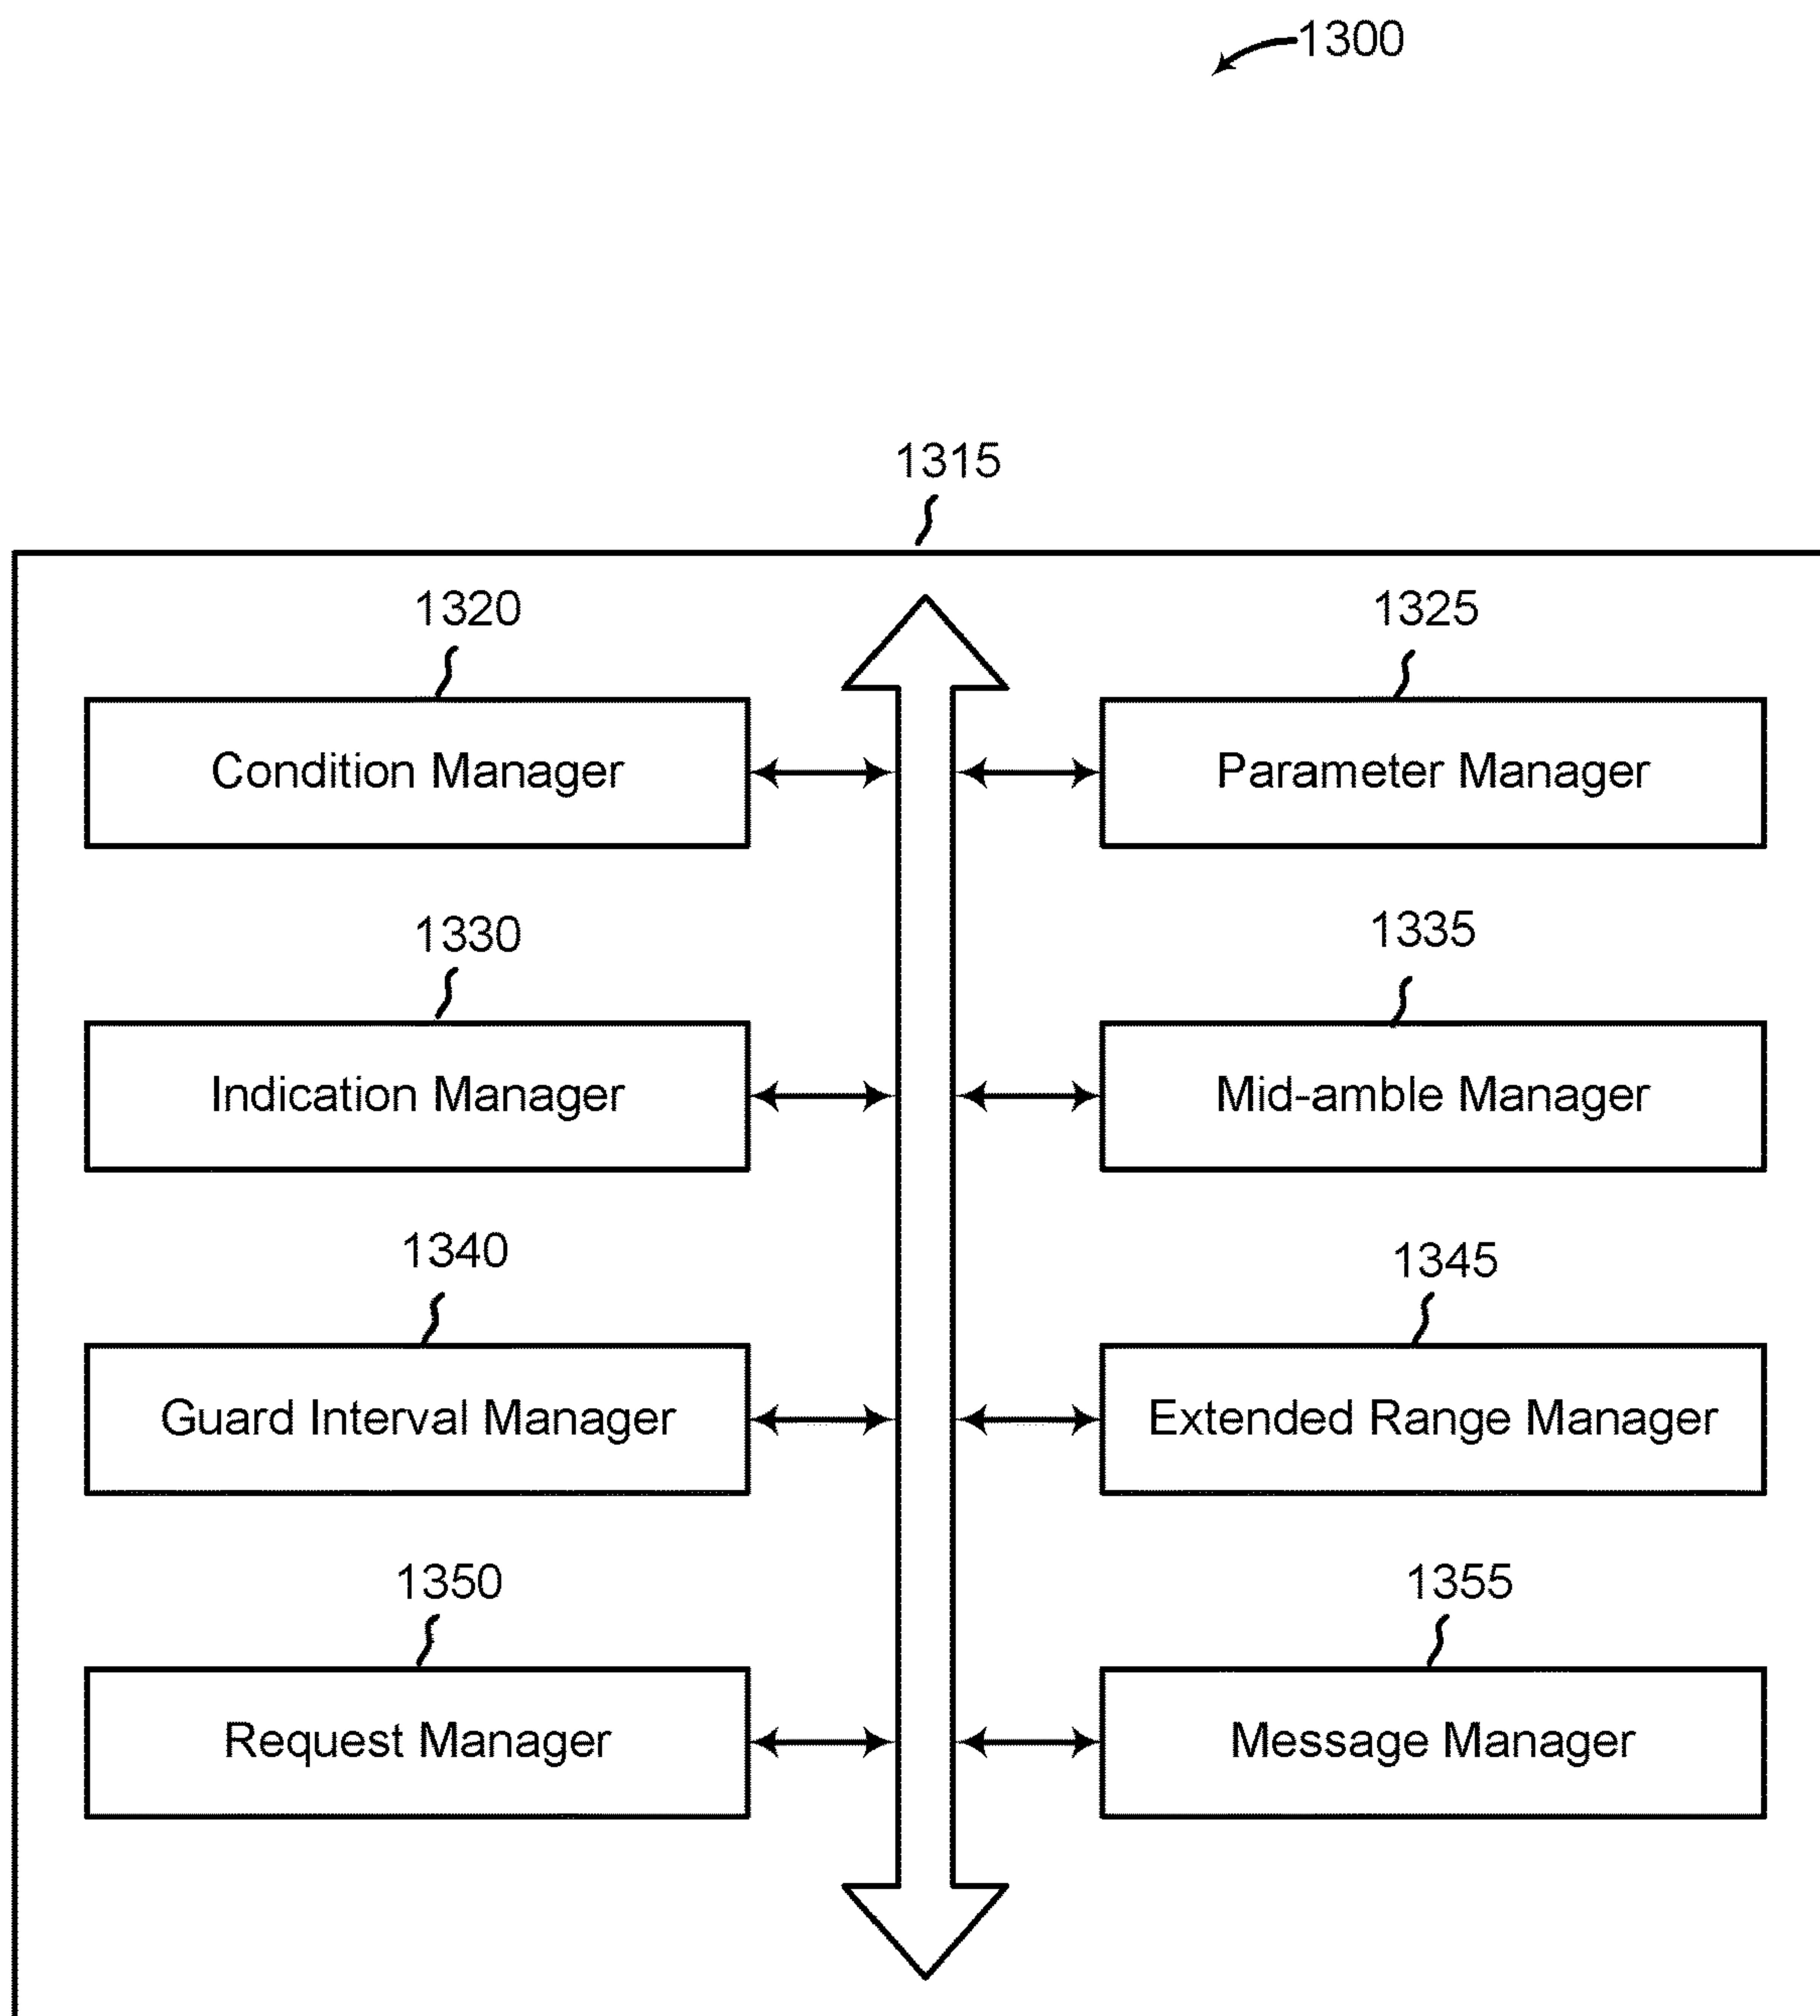 1300
1315
1320
1325
Condition Manager
Parameter Manager
1330
1335
Indication Manager
Mid-amble Manager
1340
1345
Guard Interval Manager
Extended Range Manager
1350
1355
Request Manager
Message Manager